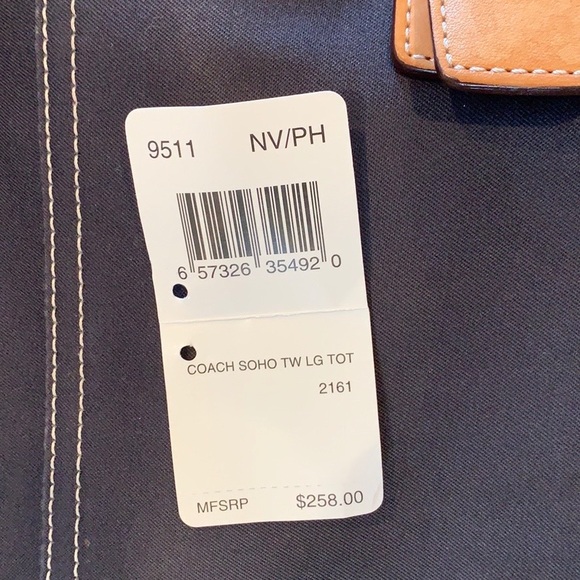 9511 NV/PH
6 57326 35492 0
COACH SOHO TW LG TOT
2161
MFSRP $258.00